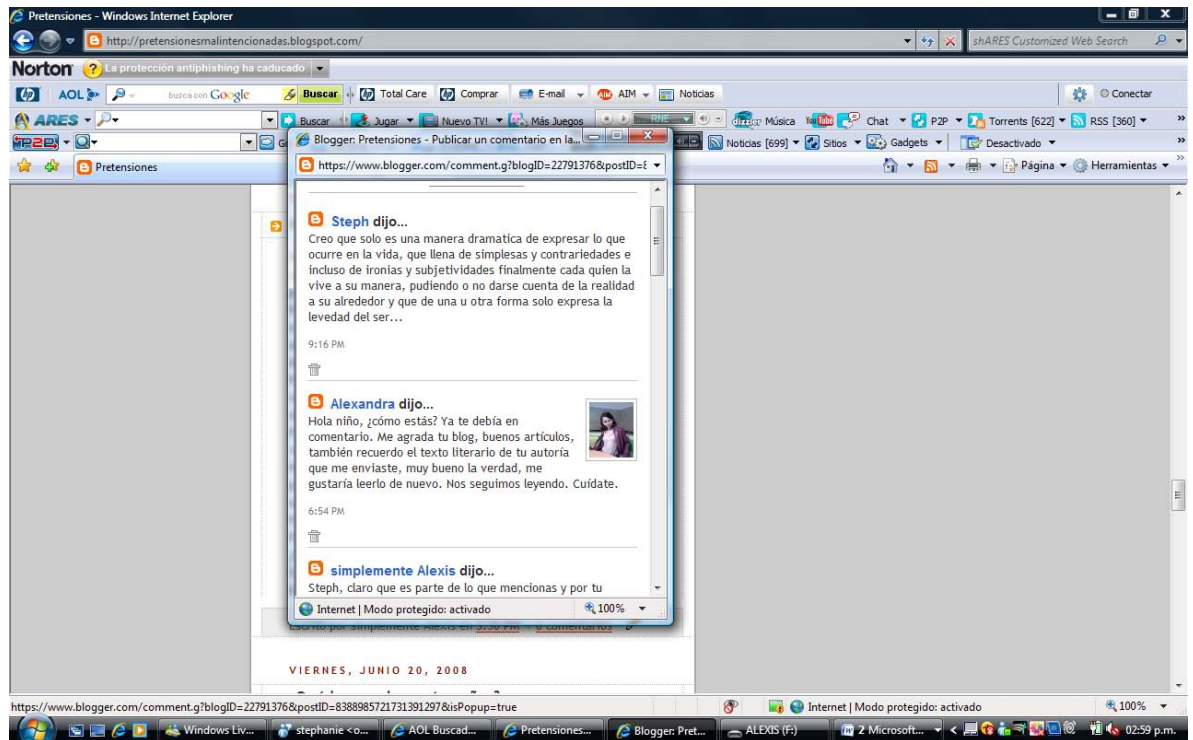 Pretensiones - Windows Internet Explorer
http://pretensionesmalintencionadas.blogspot.com/
shARES Customized Web Search
Norton La protección antiphishing ha caducado
AOL busca con Google Buscar Total Care Comprar E-mail AIM Noticias Conectar
ARES Buscar Jugar Nuevo TV! Más Juegos RNE... Música Chat P2P Torrents [622] RSS [360]
P2P Noticias [699] Sitios Gadgets Desactivado
Pretensiones Página Herramientas
Blogger: Pretensiones - Publicar un comentario en la...
https://www.blogger.com/comment.g?blogID=22791376&postID=8
Steph dijo...
Creo que solo es una manera dramatica de expresar lo que
ocurre en la vida, que llena de simplesas y contrariedades e
incluso de ironias y subjetividades finalmente cada quien la
vive a su manera, pudiendo o no darse cuenta de la realidad
a su alrededor y que de una u otra forma solo expresa la
levedad del ser...
9:16 PM
Alexandra dijo...
Hola niño, ¿cómo estás? Ya te debía en
comentario. Me agrada tu blog, buenos artículos,
también recuerdo el texto literario de tu autoría
que me enviaste, muy bueno la verdad, me
gustaría leerlo de nuevo. Nos seguimos leyendo. Cuídate.
6:54 PM
simplemente Alexis dijo...
Steph, claro que es parte de lo que mencionas y por tu
Internet | Modo protegido: activado 100%
Escrito por simplemente Alexis en comentarios
VIERNES, JUNIO 20, 2008
https://www.blogger.com/comment.g?blogID=22791376&postID=8388985721731391297&isPopup=true
Internet | Modo protegido: activado 100%
Windows Liv... stephanie <o... AOL Buscad... Pretensiones... Blogger: Pret... ALEXIS (F:) 2 Microsoft... 02:59 p.m.